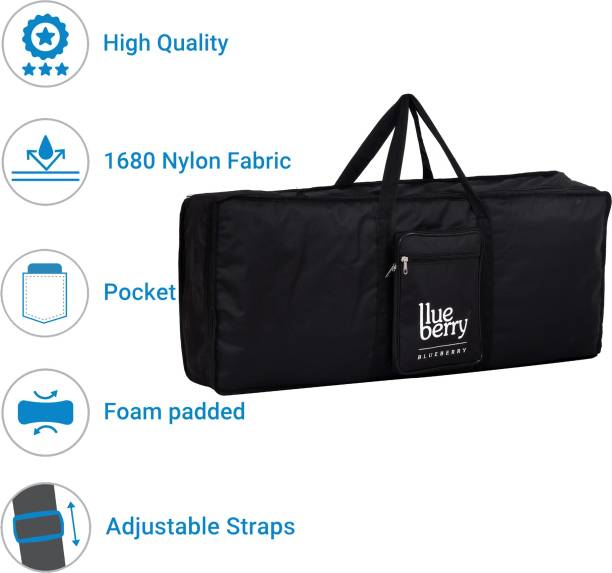 High Quality
1680 Nylon Fabric
Pocket
llue
berry
BLUEBERRY
Foam padded
Adjustable Straps